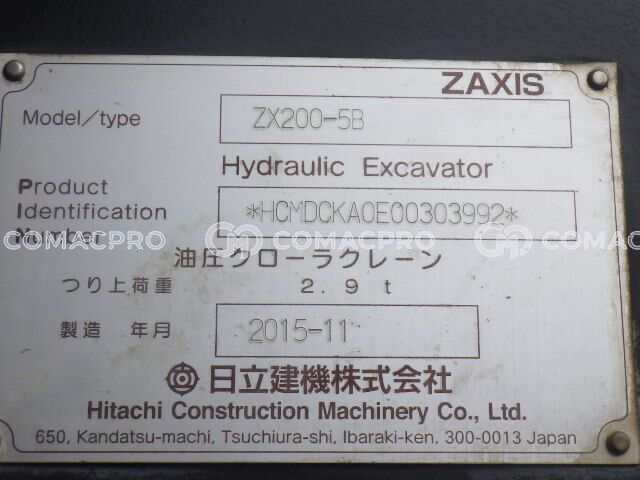 ZAXIS
Model/type ZX200-5B
Hydraulic Excavator
Product
Identification *HCMDCKA0E00303992*
Number
COMACPRO COMACPRO COMACPRO
油圧クローラクレーン
つり上荷重 2.9 t
製造 年月 2015-11
日立建機株式会社
Hitachi Construction Machinery Co., Ltd.
650, Kandatsu-machi, Tsuchiura-shi, Ibaraki-ken, 300-0013 Japan